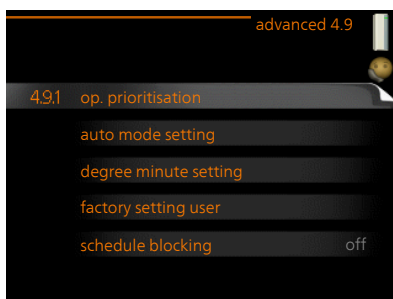 advanced 4.9
4.9.1 op. prioritisation
auto mode setting
degree minute setting
factory setting user
schedule blocking off